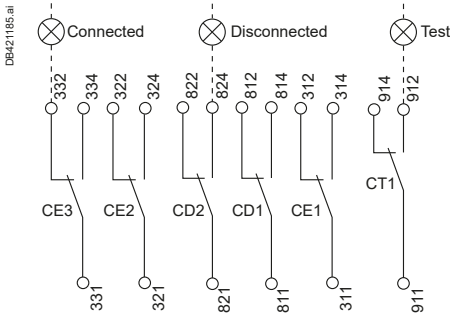 DB421185.ai
Connected
Disconnected
Test
332
334
322
324
822
824
812
814
312
314
914
912
CE3
CE2
CD2
CD1
CE1
CT1
331
321
821
811
311
911